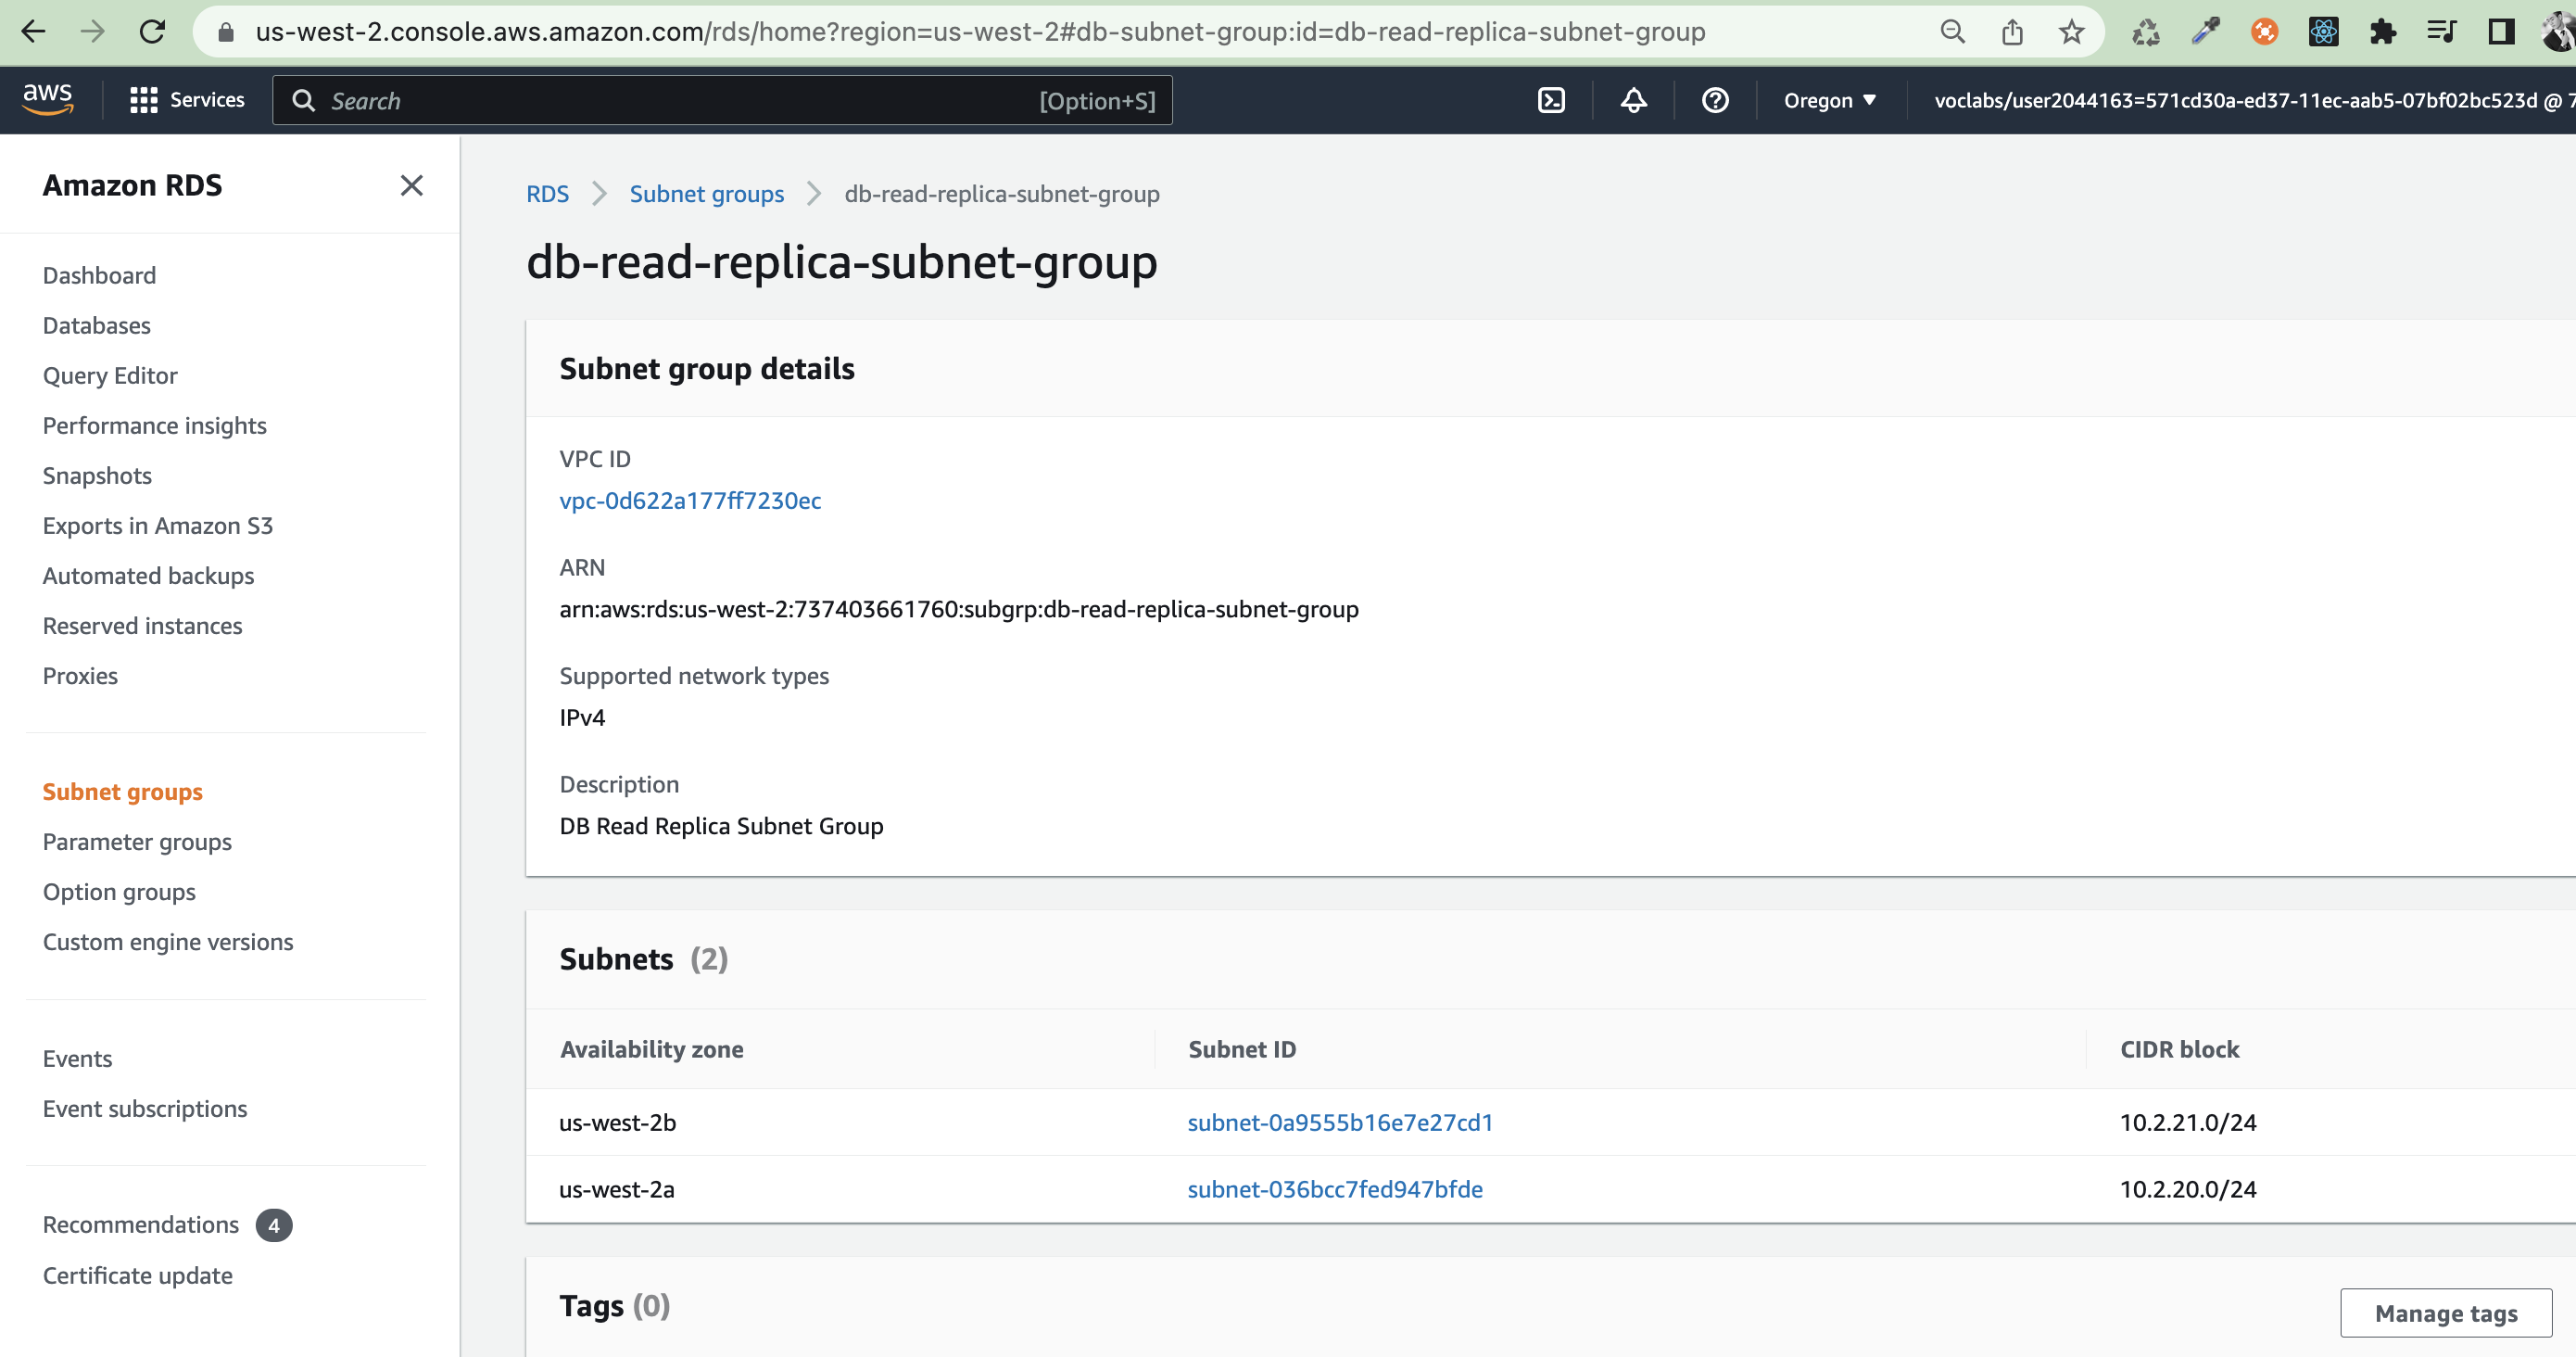 us-west-2.console.aws.amazon.com/rds/home?region=us-west-2#db-subnet-group:id=db-read-replica-subnet-group
aws
Services
Search
[Option+S]
Oregon
voclabs/user2044163=571cd30a-ed37-11ec-aab5-07bf02bc523d @ 7
Amazon RDS
Dashboard
Databases
Query Editor
Performance insights
Snapshots
Exports in Amazon S3
Automated backups
Reserved instances
Proxies
Subnet groups
Parameter groups
Option groups
Custom engine versions
Events
Event subscriptions
Recommendations 4
Certificate update
RDS > Subnet groups > db-read-replica-subnet-group
db-read-replica-subnet-group
Subnet group details
VPC ID
vpc-0d622a177ff7230ec
ARN
arn:aws:rds:us-west-2:737403661760:subgrp:db-read-replica-subnet-group
Supported network types
IPv4
Description
DB Read Replica Subnet Group
Subnets (2)
Availability zone Subnet ID CIDR block
us-west-2b subnet-0a9555b16e7e27cd1 10.2.21.0/24
us-west-2a subnet-036bcc7fed947bfde 10.2.20.0/24
Tags (0)
Manage tags